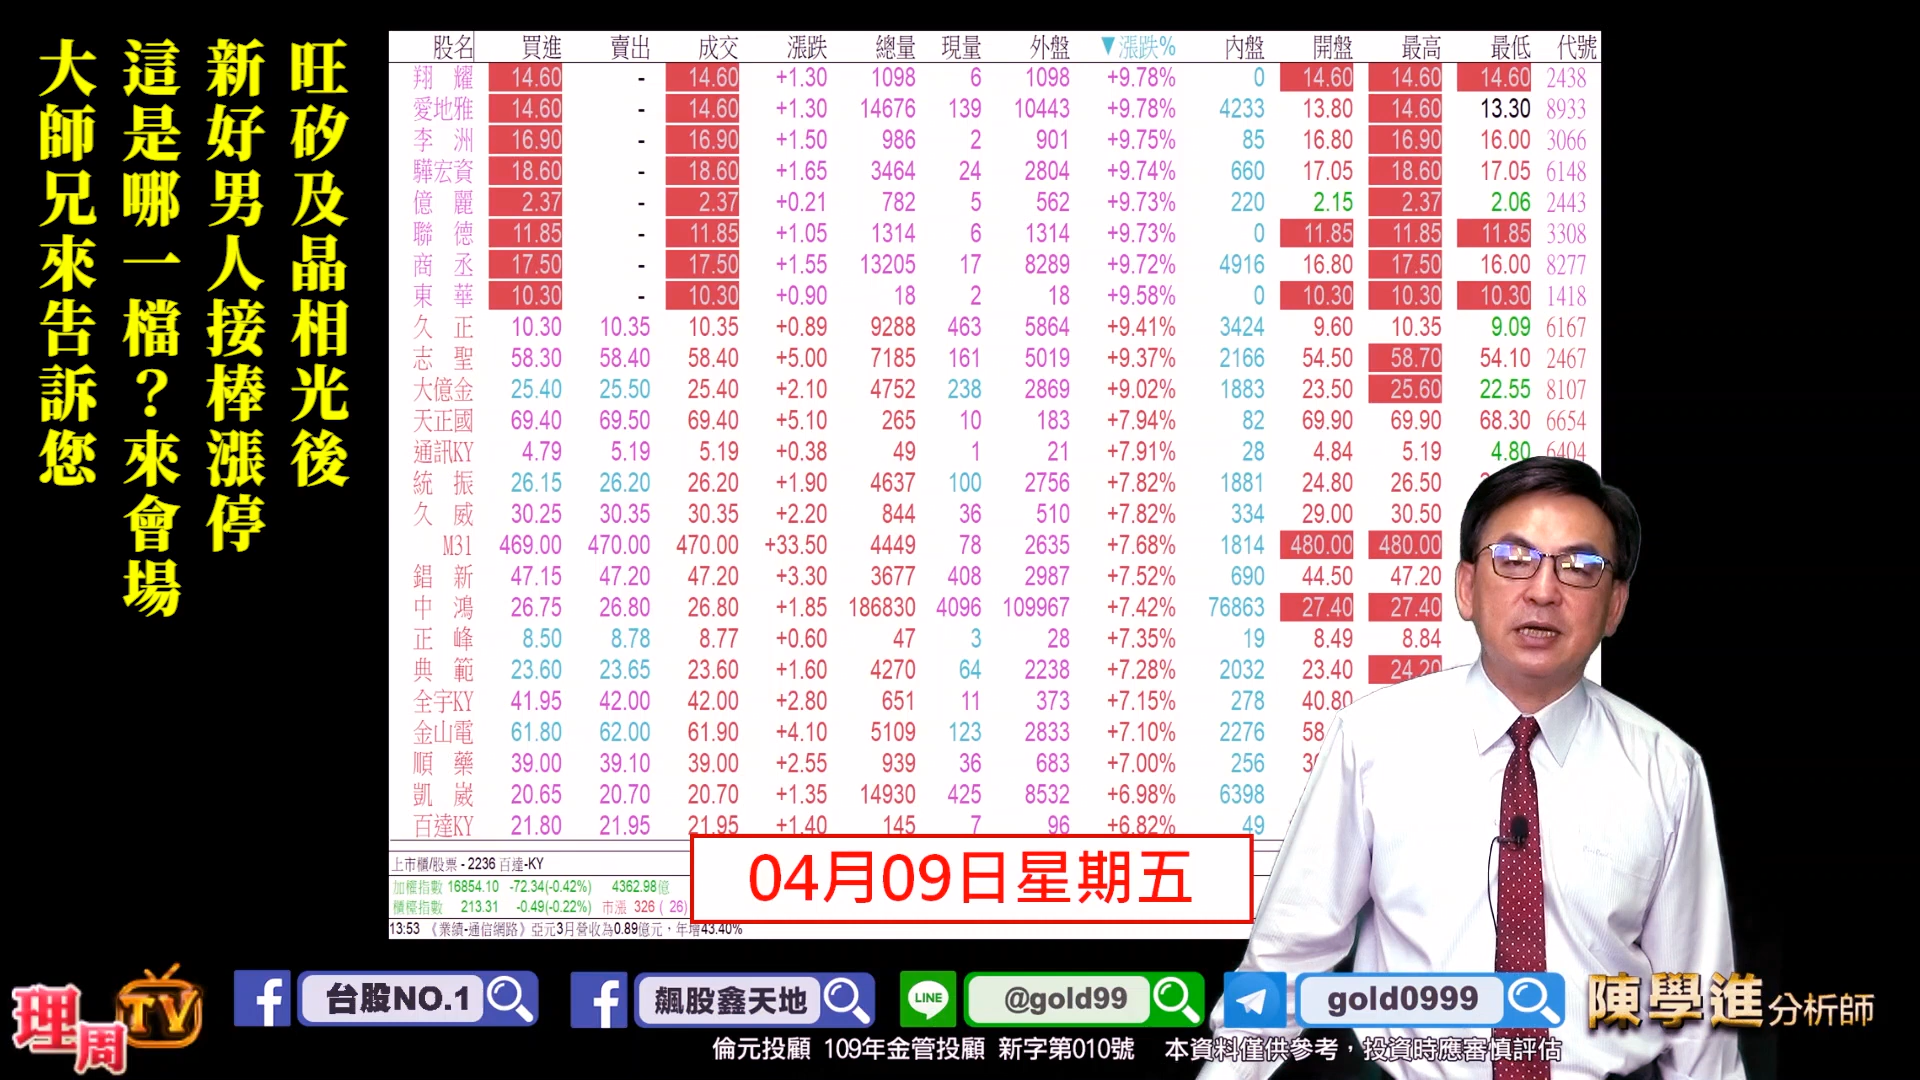 旺矽及晶相光後
新好男人接棒漲停
這是哪一檔？來會場
大師兄來告訴您
股名 買進 賣出 成交 漲跌 總量 現量 外盤 ▼漲跌% 內盤 開盤 最高 最低 代號
翔耀 14.60 - 14.60 +1.30 1098 6 1098 +9.78% 0 14.60 14.60 14.60 2438
愛地雅 14.60 - 14.60 +1.30 14676 139 10443 +9.78% 4233 13.80 14.60 13.30 8933
李洲 16.90 - 16.90 +1.50 986 2 901 +9.75% 85 16.80 16.90 16.00 3066
驊宏資 18.60 - 18.60 +1.65 3464 24 2804 +9.74% 660 17.05 18.60 17.05 6148
億麗 2.37 - 2.37 +0.21 782 5 562 +9.73% 220 2.15 2.37 2.06 2443
聯德 11.85 - 11.85 +1.05 1314 6 1314 +9.73% 0 11.85 11.85 11.85 3308
商丞 17.50 - 17.50 +1.55 13205 17 8289 +9.72% 4916 16.80 17.50 16.00 8277
東華 10.30 - 10.30 +0.90 18 2 18 +9.58% 0 10.30 10.30 10.30 1418
久正 10.30 10.35 10.35 +0.89 9288 463 5864 +9.41% 3424 9.60 10.35 9.09 6167
志聖 58.30 58.40 58.40 +5.00 7185 161 5019 +9.37% 2166 54.50 58.70 54.10 2467
大億金 25.40 25.50 25.40 +2.10 4752 238 2869 +9.02% 1883 23.50 25.60 22.55 8107
天正國 69.40 69.50 69.40 +5.10 265 10 183 +7.94% 82 69.90 69.90 68.30 6654
通訊KY 4.79 5.19 5.19 +0.38 49 1 21 +7.91% 28 4.84 5.19 4.80 6404
統振 26.15 26.20 26.20 +1.90 4637 100 2756 +7.82% 1881 24.80 26.50
久威 30.25 30.35 30.35 +2.20 844 36 510 +7.82% 334 29.00 30.50
M31 469.00 470.00 470.00 +33.50 4449 78 2635 +7.68% 1814 480.00 480.00
錩新 47.15 47.20 47.20 +3.30 3677 408 2987 +7.52% 690 44.50 47.20
中鴻 26.75 26.80 26.80 +1.85 186830 4096 109967 +7.42% 76863 27.40 27.40
正峰 8.50 8.78 8.77 +0.60 47 3 28 +7.35% 19 8.49 8.84
典範 23.60 23.65 23.60 +1.60 4270 64 2238 +7.28% 2032 23.40 24.20
全宇KY 41.95 42.00 42.00 +2.80 651 11 373 +7.15% 278 40.80
金山電 61.80 62.00 61.90 +4.10 5109 123 2833 +7.10% 2276 58
順藥 39.00 39.10 39.00 +2.55 939 36 683 +7.00% 256
凱崴 20.65 20.70 20.70 +1.35 14930 425 8532 +6.98% 6398
百達KY 21.80 21.95 21.95 +1.40 145 7 96 +6.82% 49
上市櫃/股票 - 2236 百達-KY
加權指數 16854.10 -72.34(-0.42%) 4362.98億
櫃檯指數 213.31 -0.49(-0.22%) 市漲 326 ( 26)
04月09日星期五
13:53 《業績-通信網路》亞元3月營收為0.89億元，年增43.40%
理周TV
台股NO.1
飆股鑫天地
LINE @gold99
gold0999
陳學進分析師
倫元投顧 109年金管投顧 新字第010號 本資料僅供參考，投資時應審慎評估